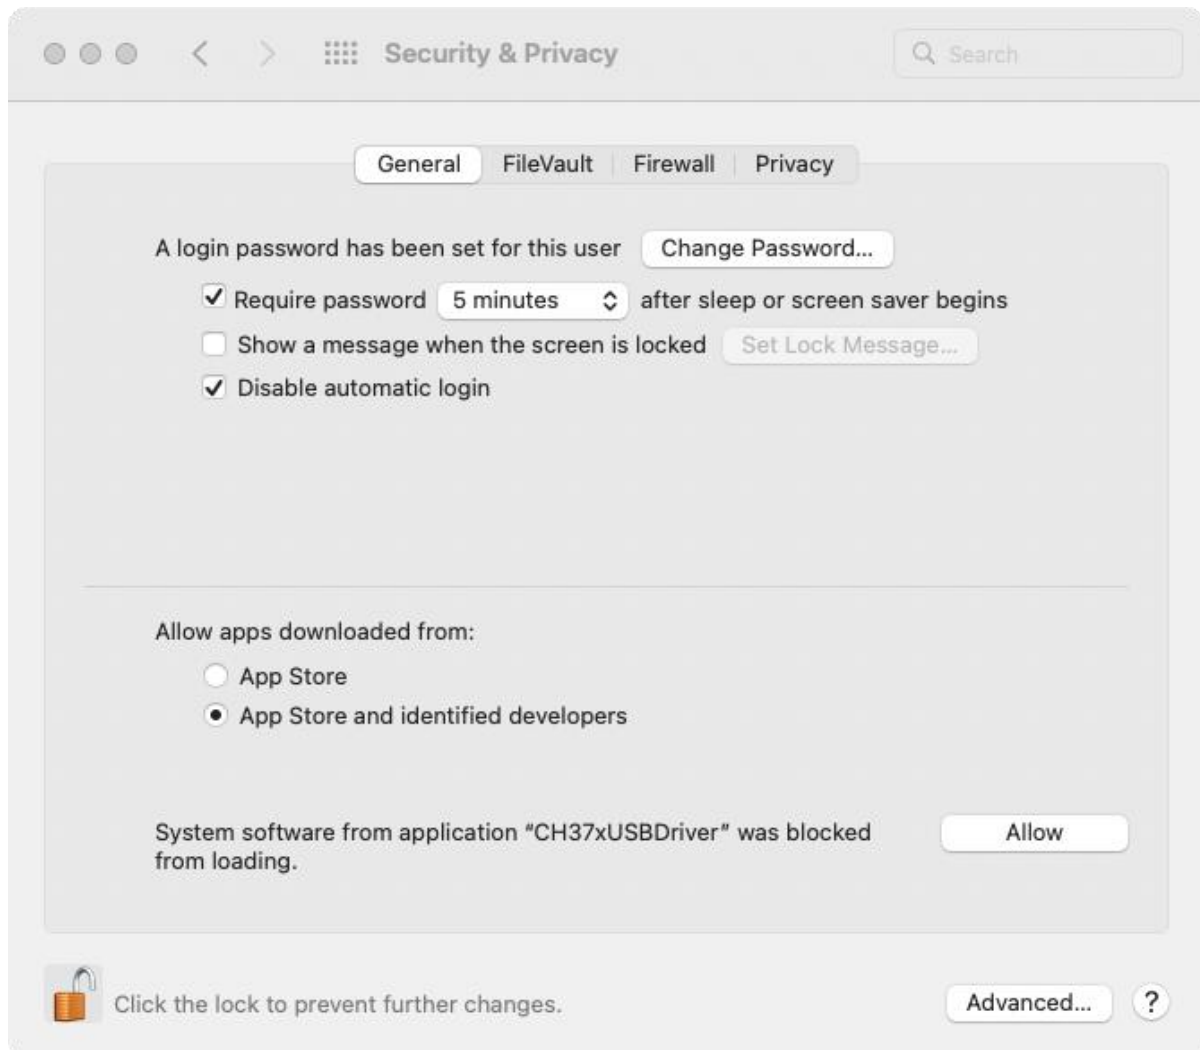 Security & Privacy
Search
General FileVault Firewall Privacy
A login password has been set for this user Change Password...
Require password 5 minutes after sleep or screen saver begins
Show a message when the screen is locked Set Lock Message...
Disable automatic login
Allow apps downloaded from:
App Store
App Store and identified developers
System software from application “CH37xUSBDriver” was blocked Allow
from loading.
Click the lock to prevent further changes. Advanced... ?